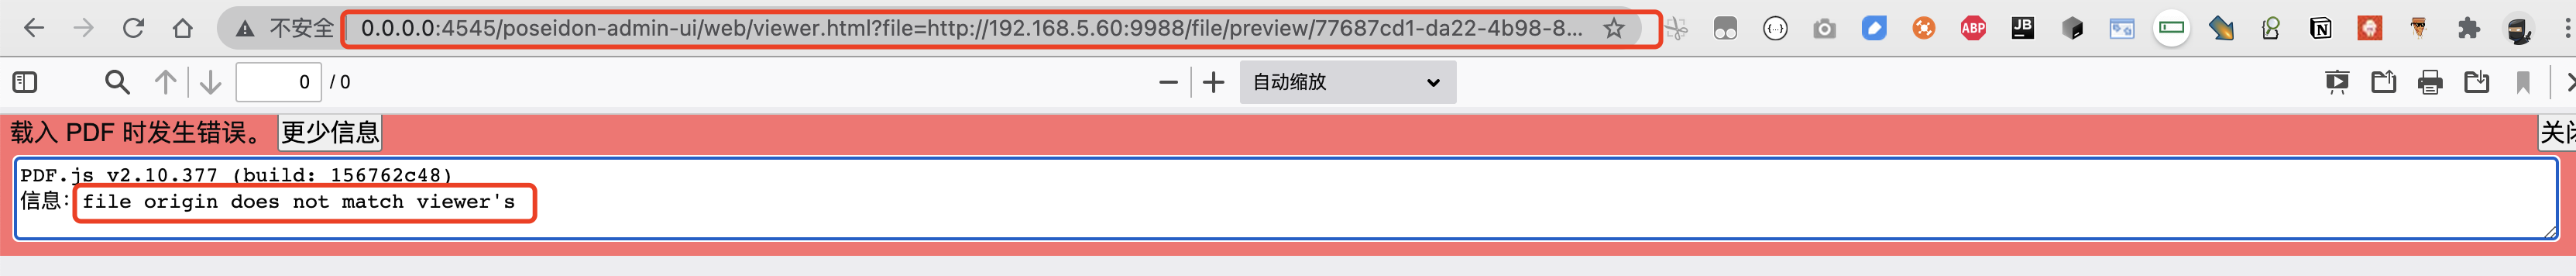 不安全 0.0.0.0:4545/poseidon-admin-ui/web/viewer.html?file=http://192.168.5.60:9988/file/preview/77687cd1-da22-4b98-8...
ABP
JB
N
0 / 0
自动缩放
载入 PDF 时发生错误。 更少信息 关闭
PDF.js v2.10.377 (build: 156762c48)
信息: file origin does not match viewer's